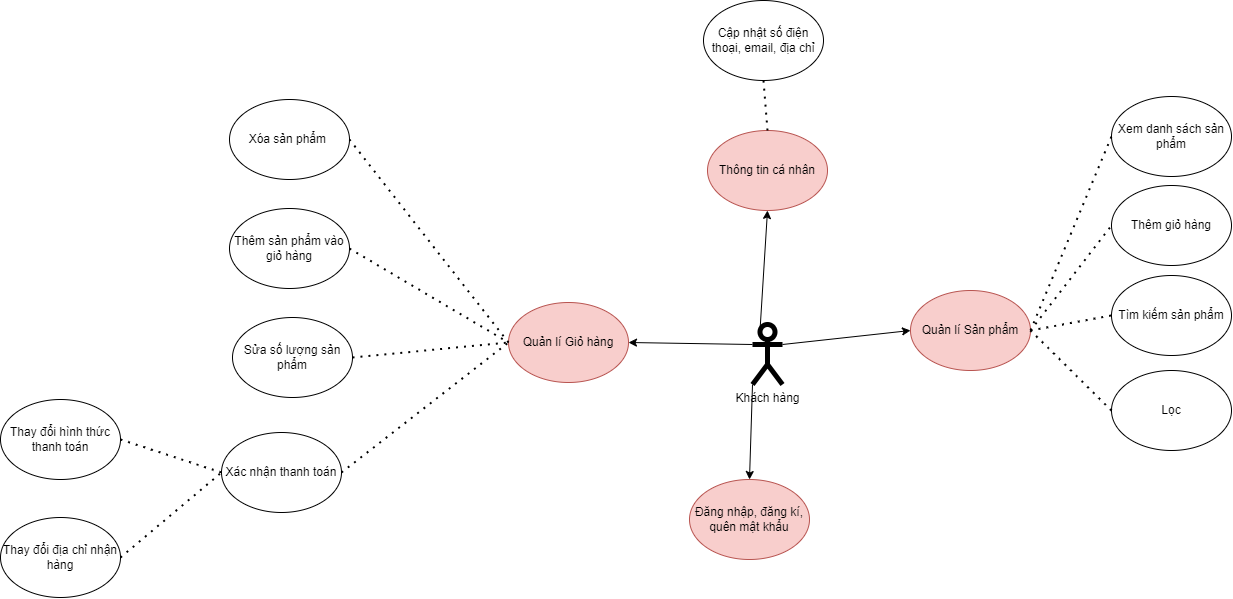 Cập nhật số điện
thoại, email, địa chỉ
Xóa sản phẩm
Xem danh sách sản
phẩm
Thông tin cá nhân
Thêm sản phẩm vào
giỏ hàng
Thêm giỏ hàng
Sửa số lượng sản
phẩm
Quản lí Giỏ hàng
Quản lí Sản phẩm
Tìm kiếm sản phẩm
Khách hàng
Lọc
Thay đổi hình thức
thanh toán
Xác nhận thanh toán
Đăng nhập, đăng kí,
quên mật khẩu
Thay đổi địa chỉ nhận
hàng